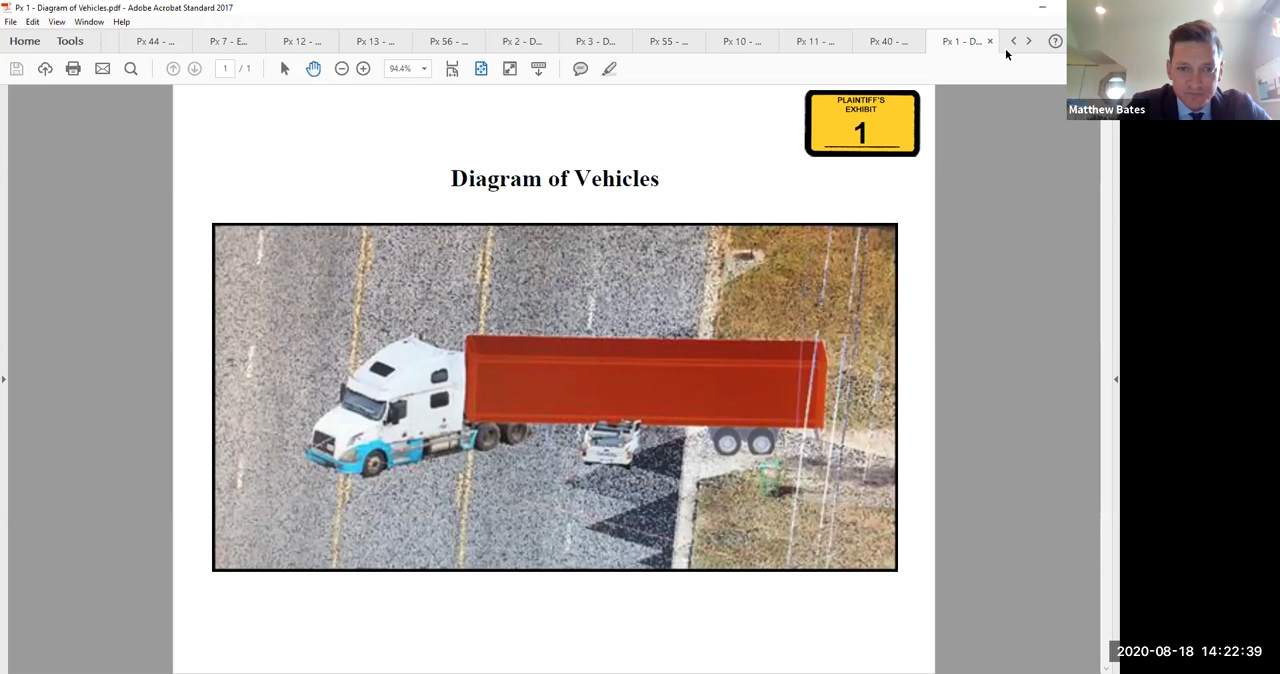 Px 1 - Diagram of Vehicles.pdf - Adobe Acrobat Standard 2017
File Edit View Window Help
Home Tools Px 44 - ... Px 7 - E... Px 12 - ... Px 13 - ... Px 56 - ... Px 2 - D... Px 3 - D... Px 55 - ... Px 10 - ... Px 11 - ... Px 40 - ... Px 1 - D... ×
1 / 1 94.4%
PLAINTIFF'S
EXHIBIT
1
Diagram of Vehicles
Matthew Bates
2020-08-18 14:22:39